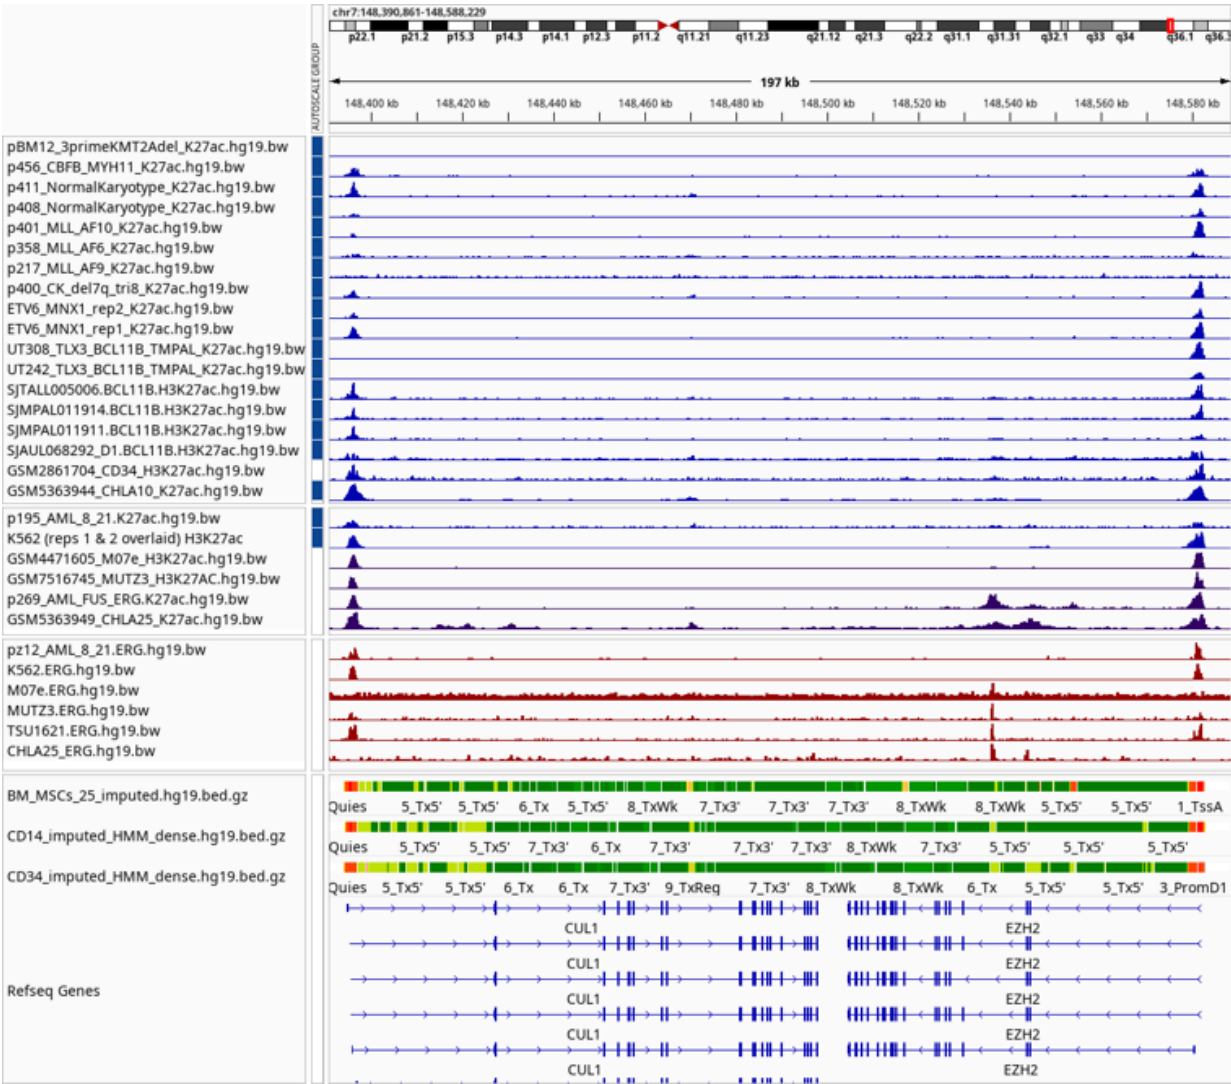 chr7:148,390,861-148,588,229
p22.1 p21.2 p15.3 p14.3 p14.1 p12.3 p11.2 q11.21 q11.23 q21.12 q21.3 q22.2 q31.1 q31.31 q32.1 q33 q34 q36.1 q36.3
AUTOSCALE GROUP
197 kb
148,400 kb 148,420 kb 148,440 kb 148,460 kb 148,480 kb 148,500 kb 148,520 kb 148,540 kb 148,560 kb 148,580 kb
pBM12_3primeKMT2Adel_K27ac.hg19.bw
p456_CBFB_MYH11_K27ac.hg19.bw
p411_NormalKaryotype_K27ac.hg19.bw
p408_NormalKaryotype_K27ac.hg19.bw
p401_MLL_AF10_K27ac.hg19.bw
p358_MLL_AF6_K27ac.hg19.bw
p217_MLL_AF9_K27ac.hg19.bw
p400_CK_del7q_tri8_K27ac.hg19.bw
ETV6_MNX1_rep2_K27ac.hg19.bw
ETV6_MNX1_rep1_K27ac.hg19.bw
UT308_TLX3_BCL11B_TMPAL_K27ac.hg19.bw
UT242_TLX3_BCL11B_TMPAL_K27ac.hg19.bw
SJTALL005006.BCL11B.H3K27ac.hg19.bw
SJMPAL011914.BCL11B.H3K27ac.hg19.bw
SJMPAL011911.BCL11B.H3K27ac.hg19.bw
SJAUL068292_D1.BCL11B.H3K27ac.hg19.bw
GSM2861704_CD34_H3K27ac.hg19.bw
GSM5363944_CHLA10_K27ac.hg19.bw
p195_AML_8_21.K27ac.hg19.bw
K562 (reps 1 & 2 overlaid) H3K27ac
GSM4471605_M07e_H3K27ac.hg19.bw
GSM7516745_MUTZ3_H3K27AC.hg19.bw
p269_AML_FUS_ERG.K27ac.hg19.bw
GSM5363949_CHLA25_K27ac.hg19.bw
pz12_AML_8_21.ERG.hg19.bw
K562.ERG.hg19.bw
M07e.ERG.hg19.bw
MUTZ3.ERG.hg19.bw
TSU1621.ERG.hg19.bw
CHLA25_ERG.hg19.bw
BM_MSCs_25_imputed.hg19.bed.gz
Quies 5_Tx5' 5_Tx5' 6_Tx 5_Tx5' 8_TxWk 7_Tx3' 7_Tx3' 7_Tx3' 8_TxWk 8_TxWk 5_Tx5' 5_Tx5' 1_TssA
CD14_imputed_HMM_dense.hg19.bed.gz
Quies 5_Tx5' 5_Tx5' 7_Tx3' 6_Tx 7_Tx3' 7_Tx3' 7_Tx3' 8_TxWk 7_Tx3' 5_Tx5' 5_Tx5' 5_Tx5'
CD34_imputed_HMM_dense.hg19.bed.gz
Quies 5_Tx5' 5_Tx5' 6_Tx 6_Tx 7_Tx3' 9_TxReg 7_Tx3' 8_TxWk 8_TxWk 6_Tx 5_Tx5' 5_Tx5' 3_PromD1
CUL1 EZH2
CUL1 EZH2
Refseq Genes
CUL1 EZH2
CUL1 EZH2
CUL1 EZH2